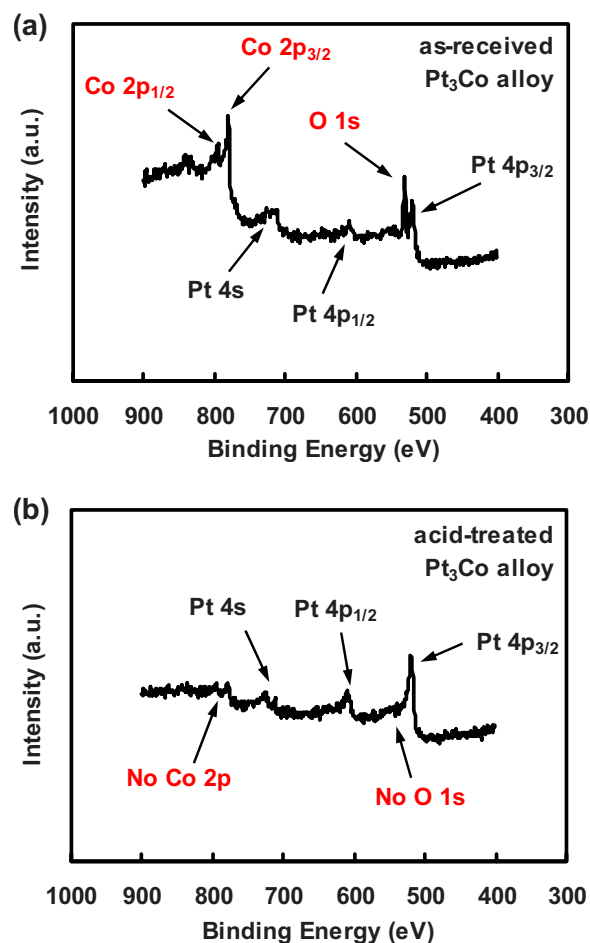 (a)
as-received
Pt₃Co alloy
Co 2p₃/₂
Co 2p₁/₂
O 1s
Pt 4p₃/₂
Pt 4s
Pt 4p₁/₂
Intensity (a.u.)
1000 900 800 700 600 500 400 300
Binding Energy (eV)
(b)
acid-treated
Pt₃Co alloy
Pt 4s
Pt 4p₁/₂
Pt 4p₃/₂
No Co 2p
No O 1s
Intensity (a.u.)
1000 900 800 700 600 500 400 300
Binding Energy (eV)